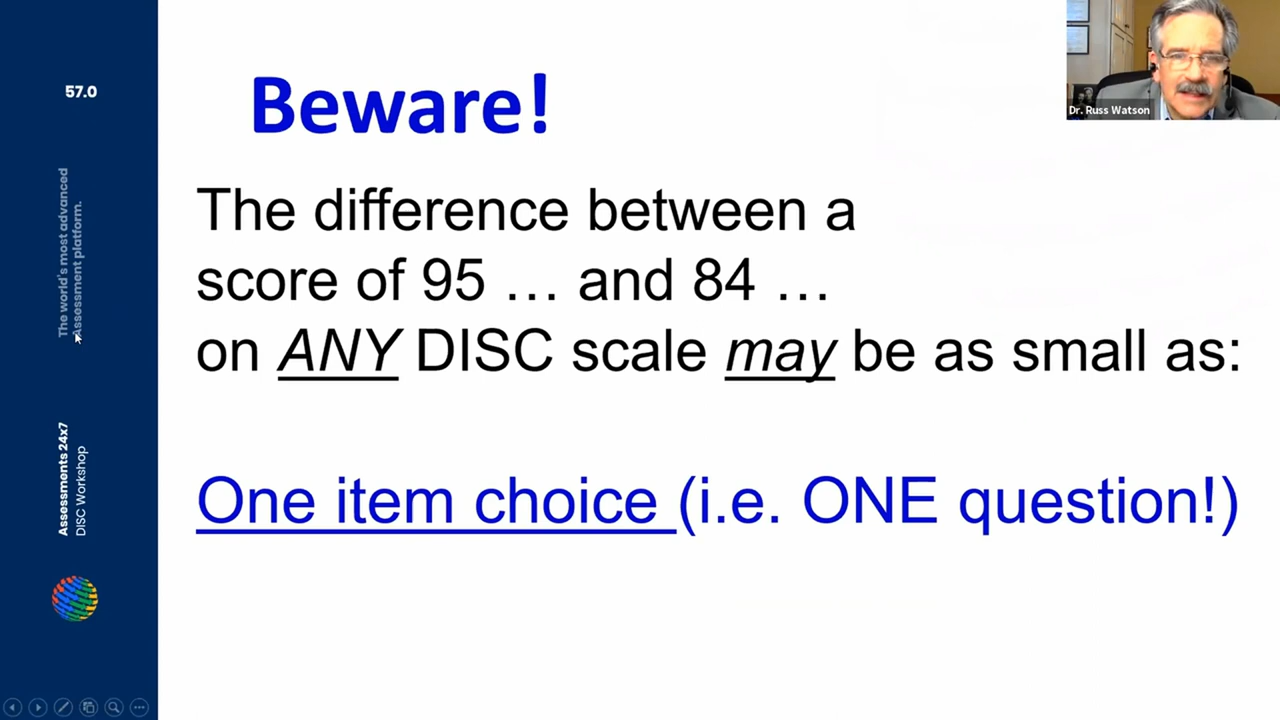 57.0
The world's most advanced
Assessment platform.
Assessments 24x7
DISC Workshop
Beware!
The difference between a
score of 95 … and 84 …
on ANY DISC scale may be as small as:
One item choice (i.e. ONE question!)
Dr. Russ Watson